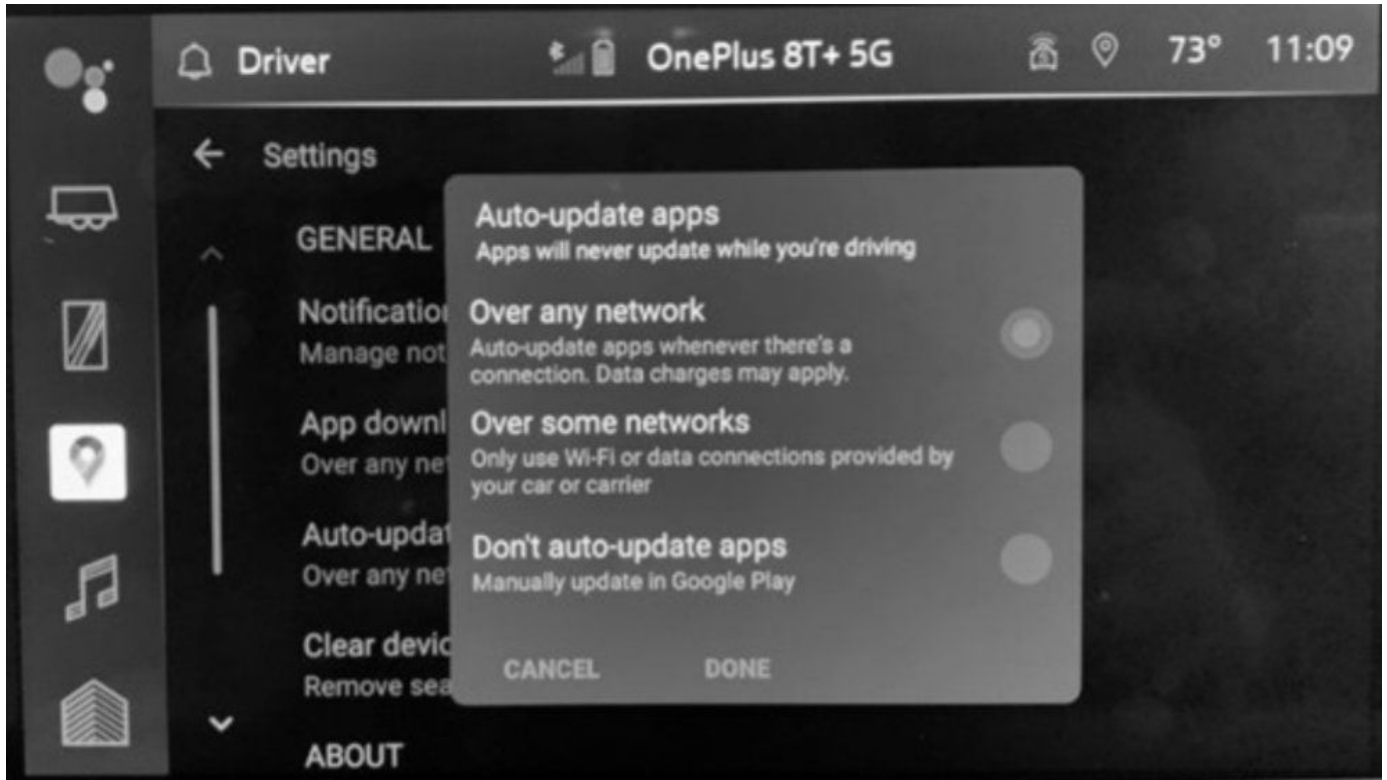 Driver
OnePlus 8T+ 5G
73°
11:09
Settings
GENERAL
Notification
Manage not
App downl
Over any net
Auto-updat
Over any net
Clear devic
Remove sea
ABOUT
Auto-update apps
Apps will never update while you're driving
Over any network
Auto-update apps whenever there's a
connection. Data charges may apply.
Over some networks
Only use Wi-Fi or data connections provided by
your car or carrier
Don't auto-update apps
Manually update in Google Play
CANCEL
DONE